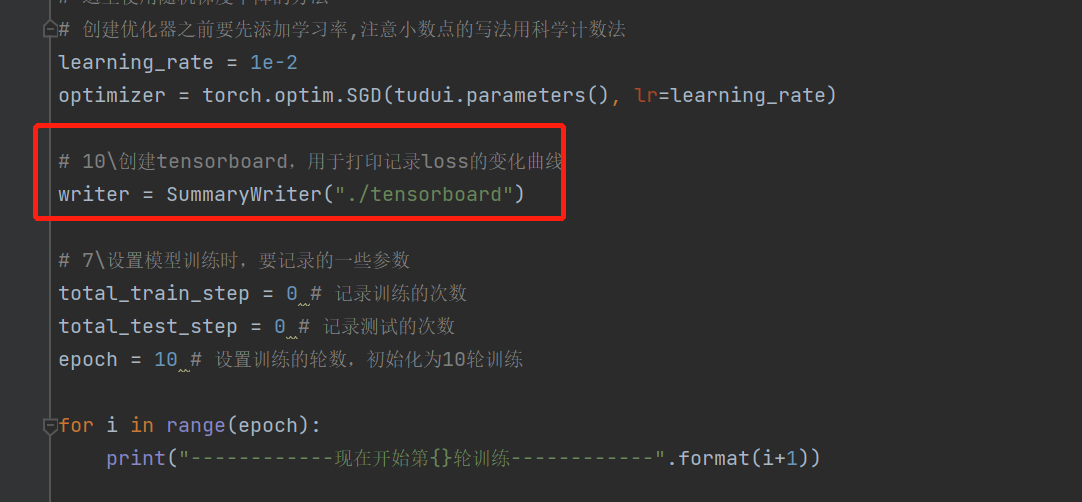 # 创建优化器之前要先添加学习率,注意小数点的写法用科学计数法
learning_rate = 1e-2
optimizer = torch.optim.SGD(tudui.parameters(), lr=learning_rate)
# 10\创建tensorboard，用于打印记录loss的变化曲线
writer = SummaryWriter("./tensorboard")
# 7\设置模型训练时，要记录的一些参数
total_train_step = 0 # 记录训练的次数
total_test_step = 0 # 记录测试的次数
epoch = 10 # 设置训练的轮数，初始化为10轮训练
for i in range(epoch):
print("------------现在开始第{}轮训练------------".format(i+1))